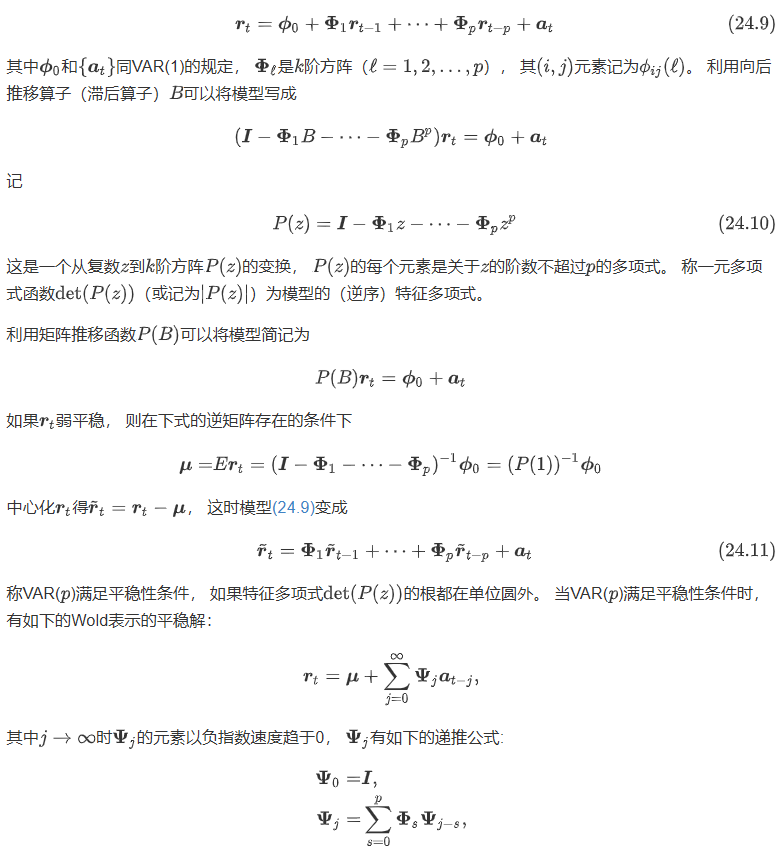 r_t = ϕ_0 + Φ_1 r_{t−1} + ⋯ + Φ_p r_{t−p} + a_t (24.9)
其中ϕ_0和{a_t}同VAR(1)的规定， Φ_ℓ是k阶方阵（ℓ = 1, 2, …, p）， 其(i, j)元素记为ϕ_{ij}(ℓ)。 利用向后
推移算子（滞后算子）B可以将模型写成
(I − Φ_1 B − ⋯ − Φ_p B^p) r_t = ϕ_0 + a_t
记
P(z) = I − Φ_1 z − ⋯ − Φ_p z^p (24.10)
这是一个从复数z到k阶方阵P(z)的变换， P(z)的每个元素是关于z的阶数不超过p的多项式。 称一元多项
式函数det(P(z))（或记为|P(z)|）为模型的（逆序）特征多项式。
利用矩阵推移函数P(B)可以将模型简记为
P(B) r_t = ϕ_0 + a_t
如果r_t弱平稳， 则在下式的逆矩阵存在的条件下
μ = E r_t = (I − Φ_1 − ⋯ − Φ_p)^{−1} ϕ_0 = (P(1))^{−1} ϕ_0
中心化r_t得r̃_t = r_t − μ， 这时模型(24.9)变成
r̃_t = Φ_1 r̃_{t−1} + ⋯ + Φ_p r̃_{t−p} + a_t (24.11)
称VAR(p)满足平稳性条件， 如果特征多项式det(P(z))的根都在单位圆外。 当VAR(p)满足平稳性条件时，
有如下的Wold表示的平稳解：
r_t = μ + ∑_{j=0}^{∞} Ψ_j a_{t−j},
其中j → ∞时Ψ_j的元素以负指数速度趋于0， Ψ_j有如下的递推公式:
Ψ_0 = I,
Ψ_j = ∑_{s=0}^{p} Φ_s Ψ_{j−s},